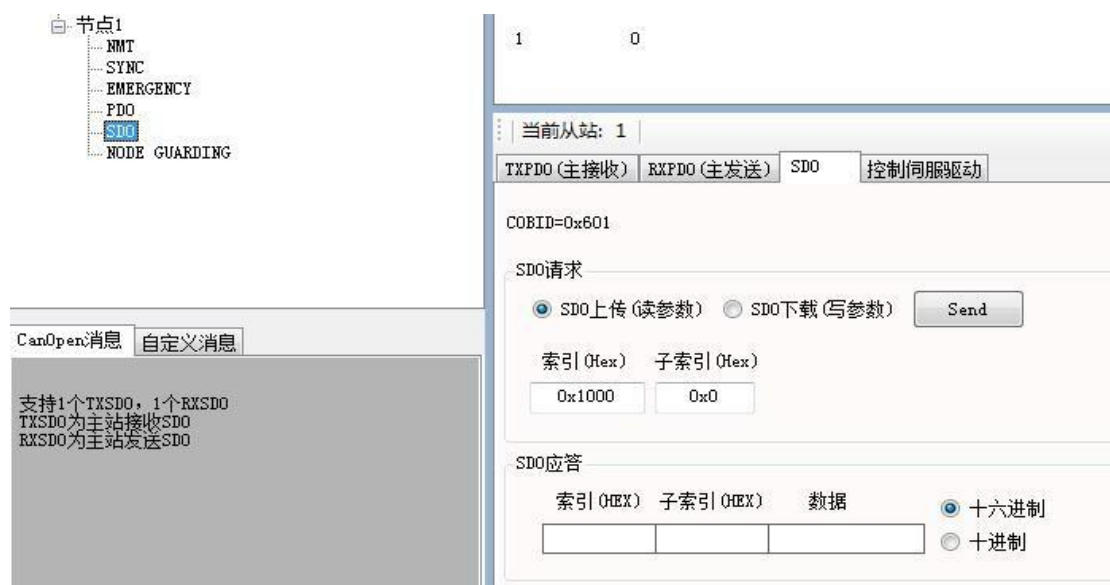 节点1
NMT
SYNC
EMERGENCY
PDO
SDO
NODE GUARDING
CanOpen消息 自定义消息
支持1个TXSDO，1个RXSDO
TXSDO为主站接收SDO
RXSDO为主站发送SDO
1 0
当前从站: 1
TXPDO(主接收) RXPDO(主发送) SDO 控制伺服驱动
COBID=0x601
SDO请求
SDO上传(读参数) SDO下载(写参数) Send
索引(Hex) 子索引(Hex)
0x1000 0x0
SDO应答
索引(HEX) 子索引(HEX) 数据 十六进制
十进制